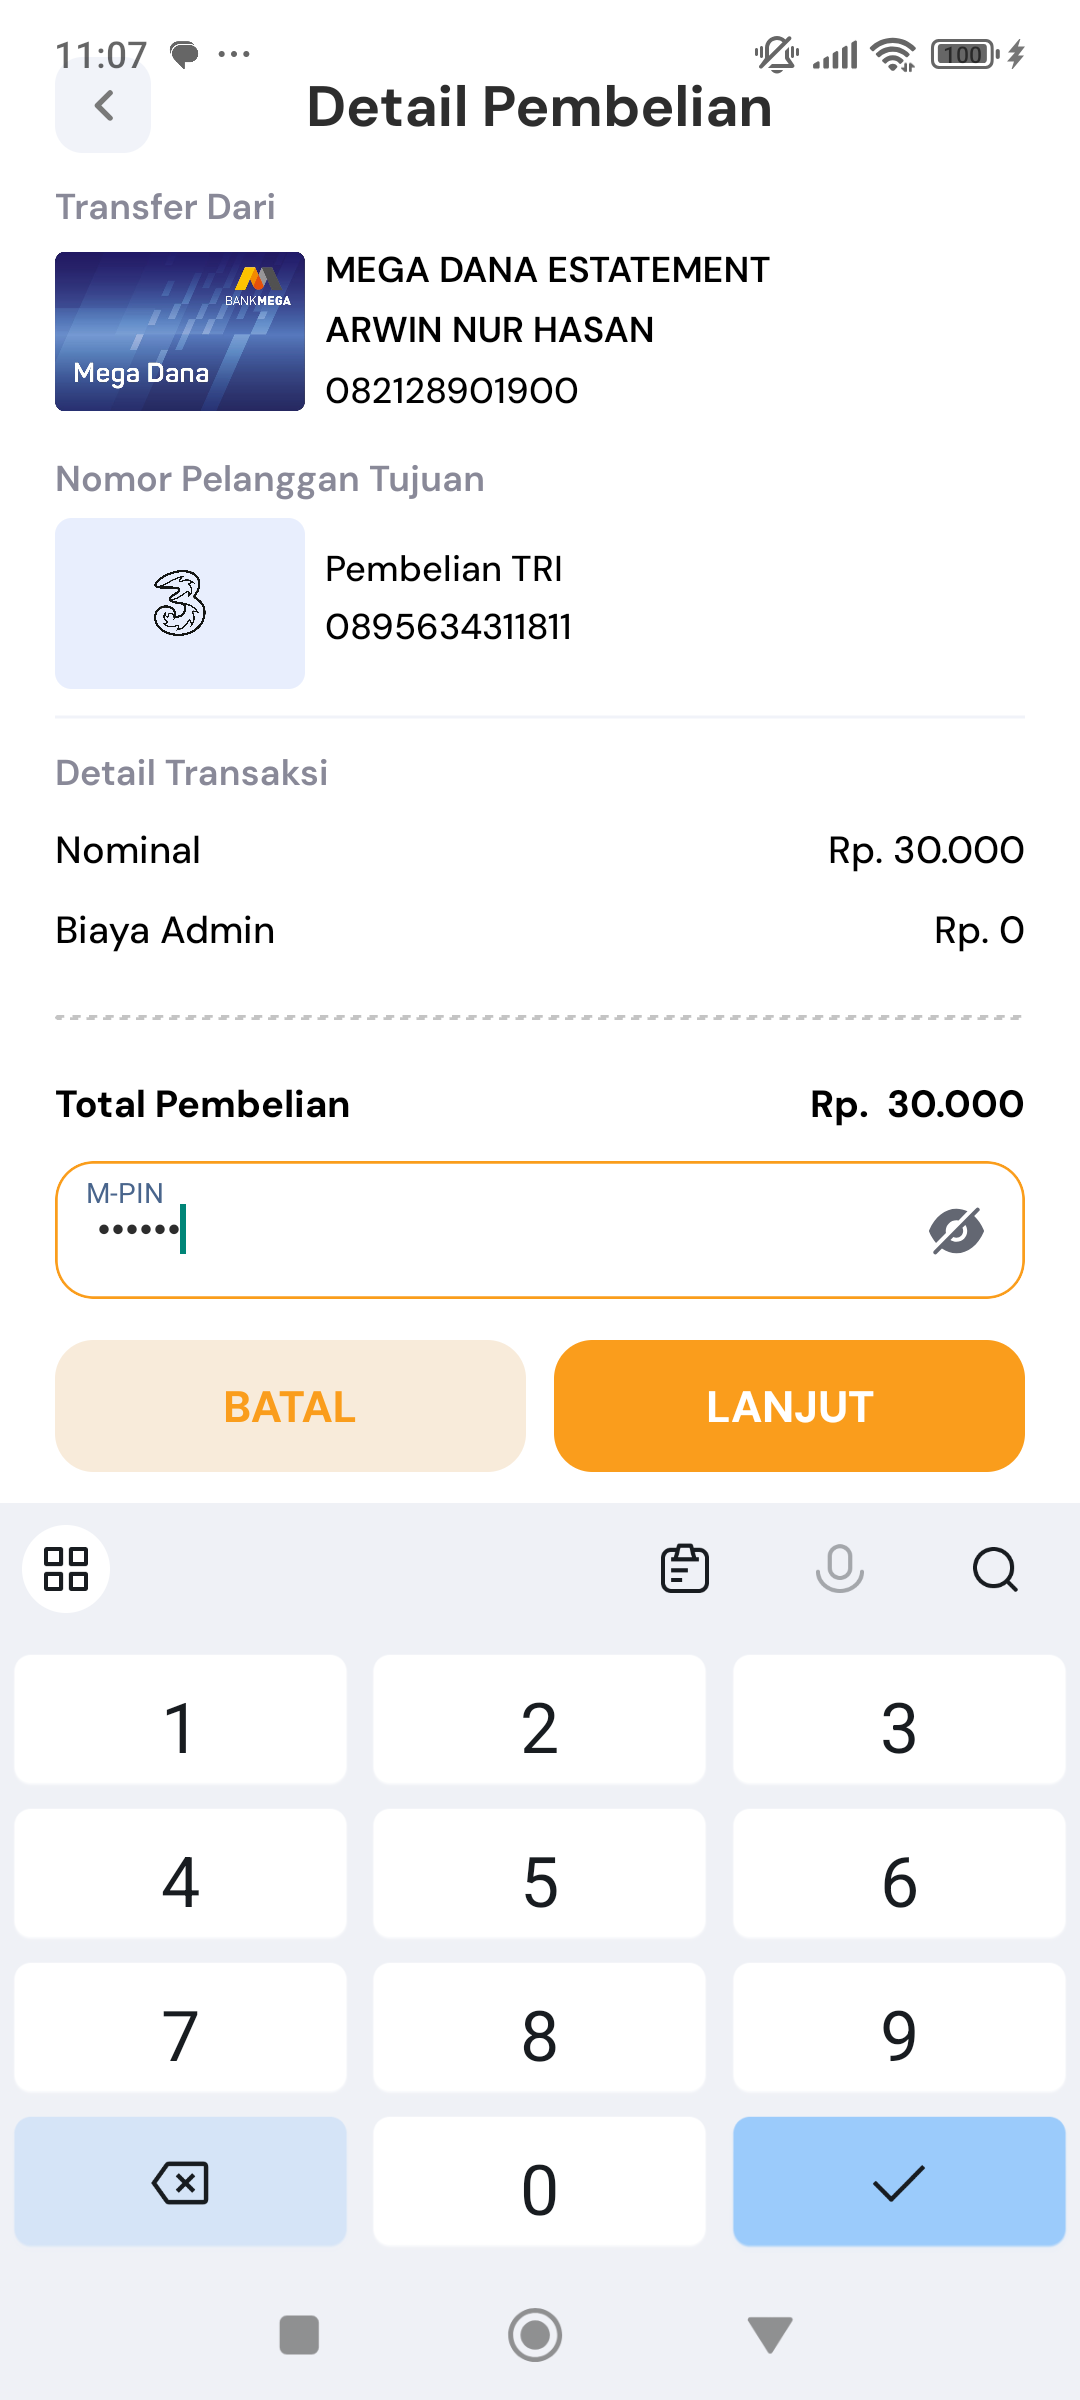 11:07
100
Detail Pembelian
Transfer Dari
BANKMEGA
Mega Dana
MEGA DANA ESTATEMENT
ARWIN NUR HASAN
082128901900
Nomor Pelanggan Tujuan
3
Pembelian TRI
0895634311811
Detail Transaksi
Nominal Rp. 30.000
Biaya Admin Rp. 0
Total Pembelian Rp. 30.000
M-PIN
••••••
BATAL LANJUT
1 2 3
4 5 6
7 8 9
0